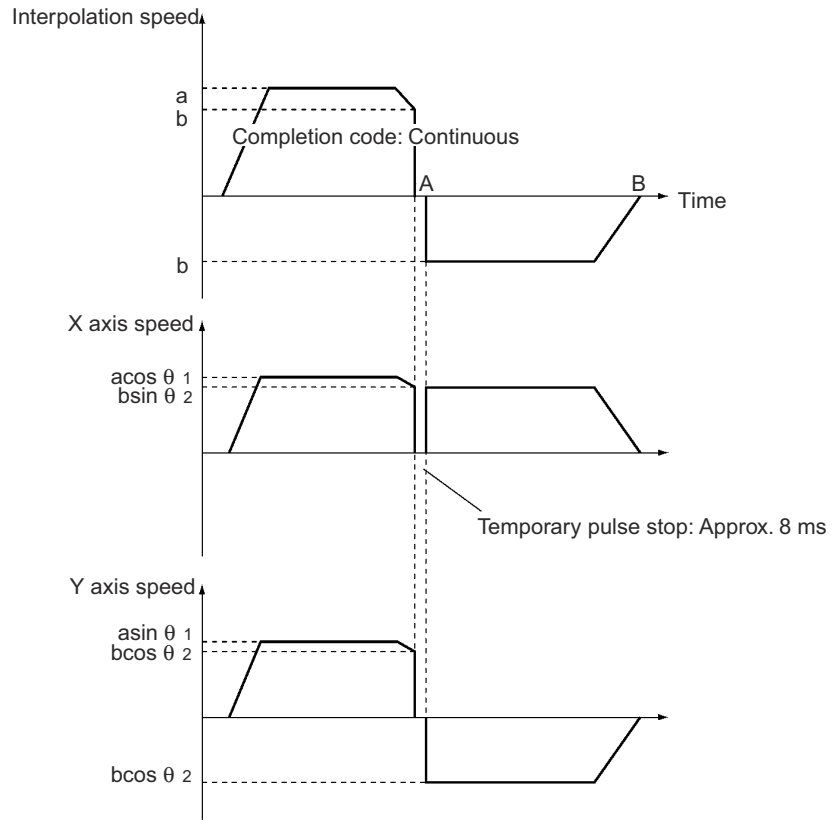 Interpolation speed
a
b
Completion code: Continuous
A
B
Time
b
X axis speed
acos θ 1
bsin θ 2
Temporary pulse stop: Approx. 8 ms
Y axis speed
asin θ 1
bcos θ 2
bcos θ 2